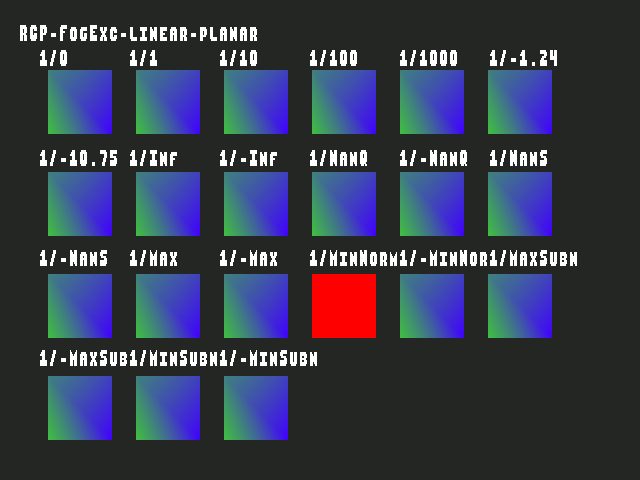 RCP-FogExc-linear-planar
1/0 1/1 1/10 1/100 1/1000 1/-1.24
1/-10.75 1/Inf 1/-Inf 1/NanQ 1/-NanQ 1/NanS
1/-NanS 1/Max 1/-Max 1/MinNorm1/-MinNor1/MaxSubN
1/-MaxSub1/MinSubN1/-MinSubN